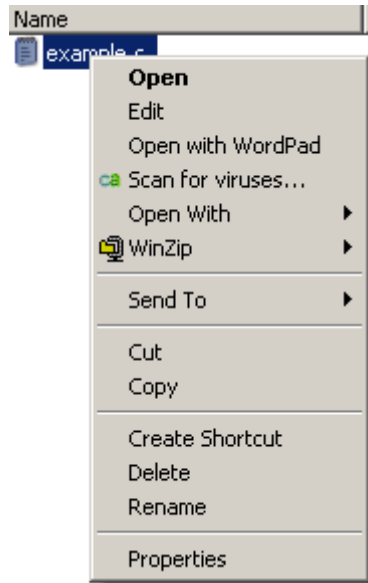 Name
example.c
Open
Edit
Open with WordPad
ca Scan for viruses...
Open With
WinZip
Send To
Cut
Copy
Create Shortcut
Delete
Rename
Properties